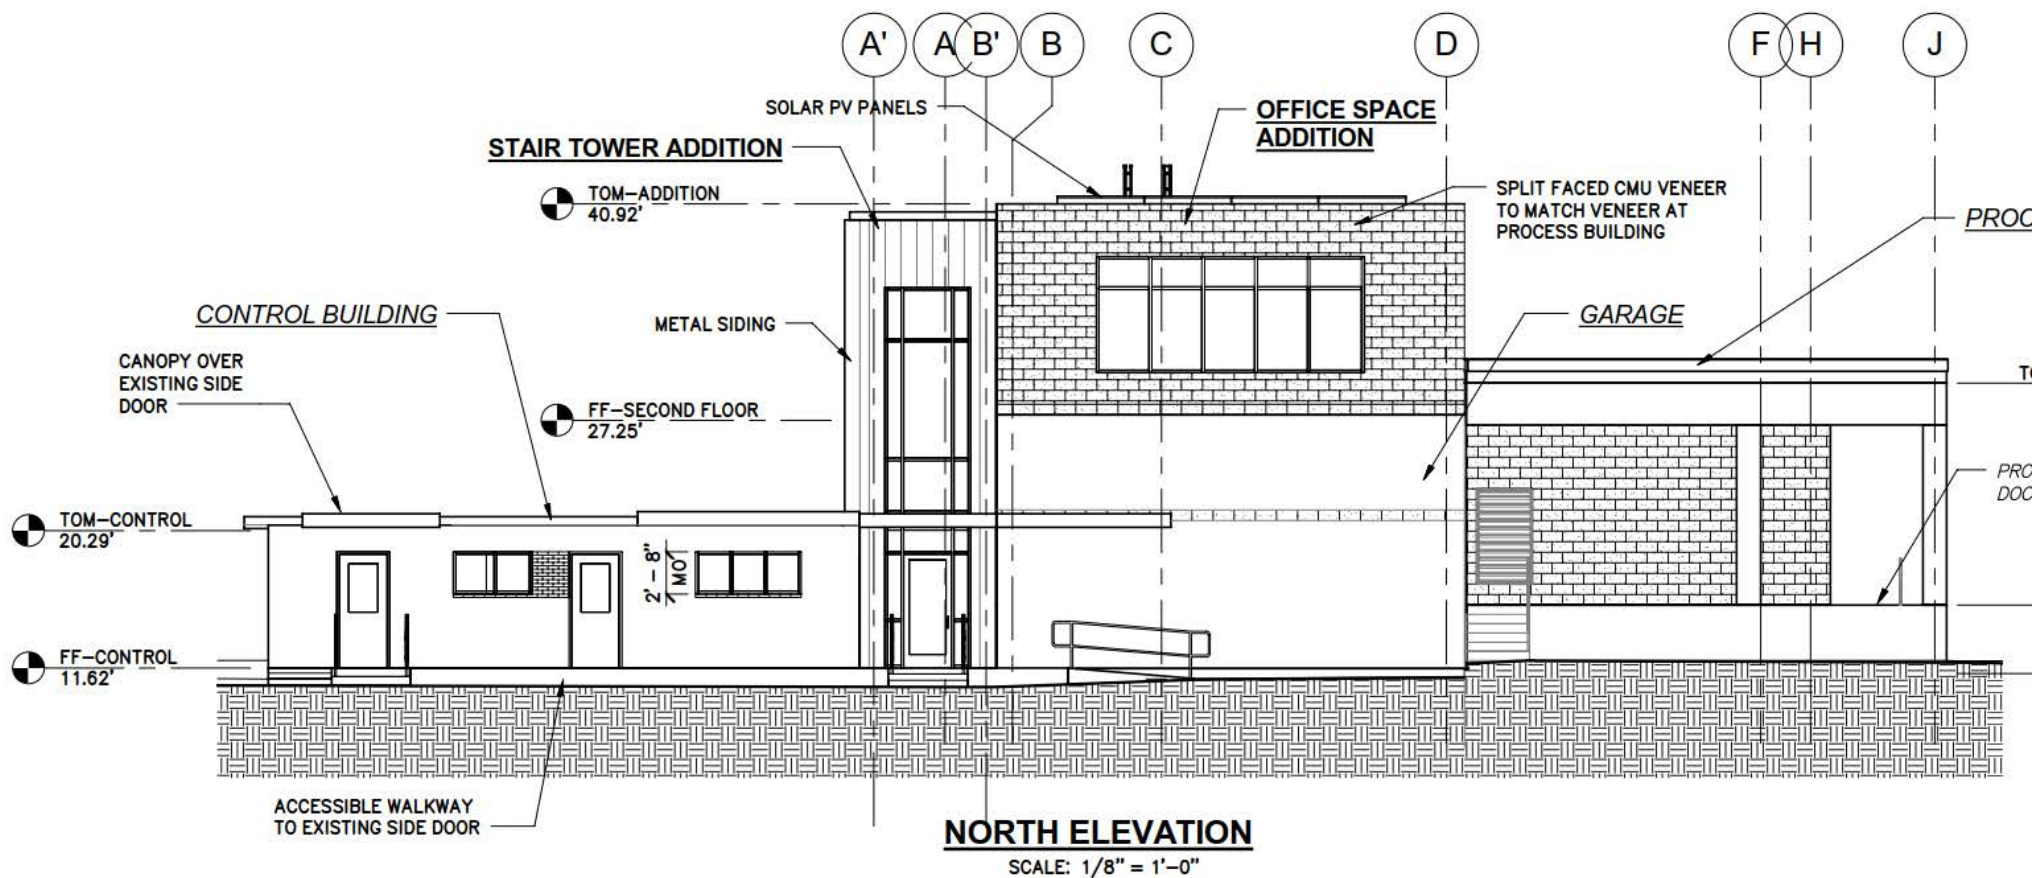 A' A B' B C D F H J
SOLAR PV PANELS
OFFICE SPACE
ADDITION
STAIR TOWER ADDITION
TOM-ADDITION
40.92'
SPLIT FACED CMU VENEER
TO MATCH VENEER AT
PROCESS BUILDING
CONTROL BUILDING
METAL SIDING
GARAGE
CANOPY OVER
EXISTING SIDE
DOOR
FF-SECOND FLOOR
27.25'
TOM-CONTROL
20.29'
2' - 8"
MO
FF-CONTROL
11.62'
ACCESSIBLE WALKWAY
TO EXISTING SIDE DOOR
NORTH ELEVATION
SCALE: 1/8" = 1'-0"